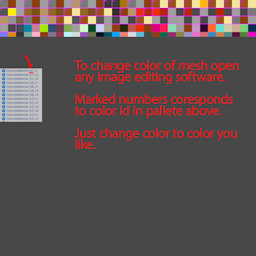 To change color of mesh open
any image editing software.
Marked numbers coresponds
to color id in pallete above.
Just change color to color you
like.